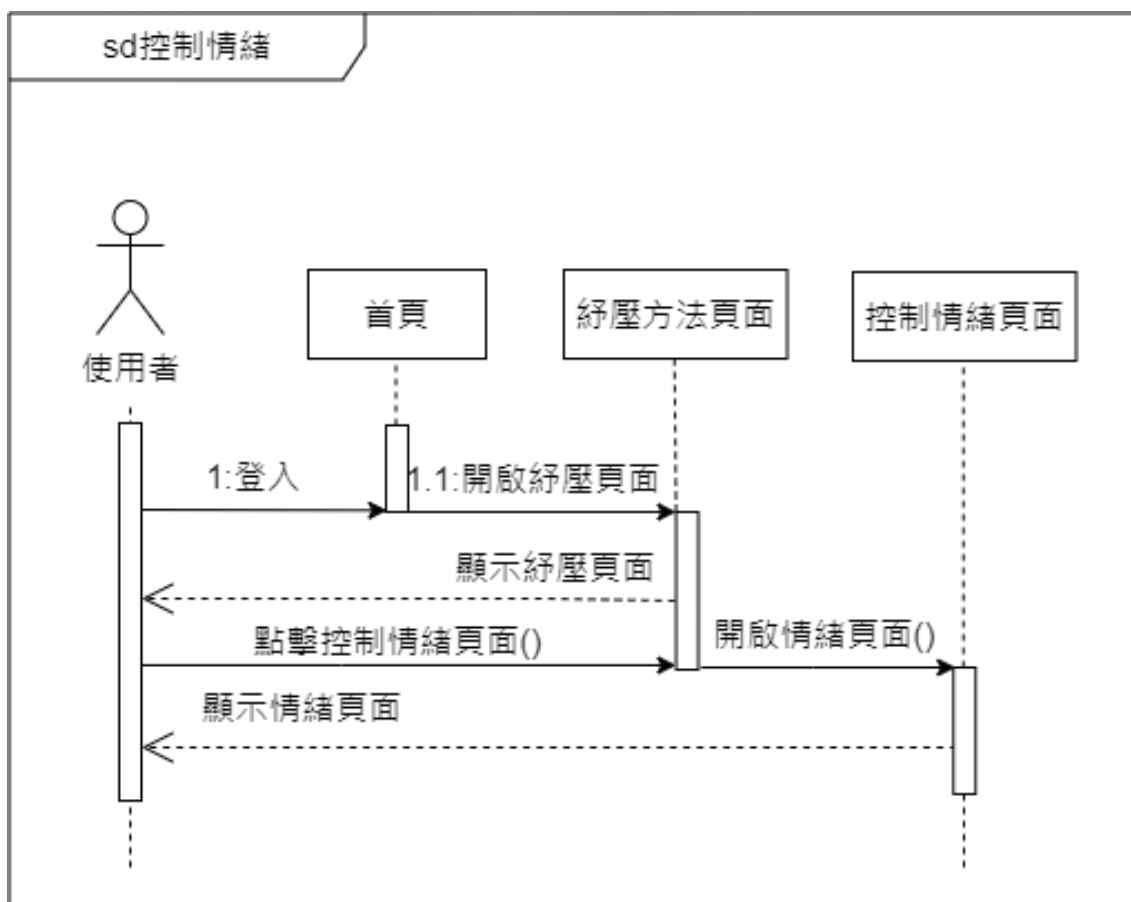 sd控制情緒
首頁
紓壓方法頁面
控制情緒頁面
使用者
1:登入
1.1:開啟紓壓頁面
顯示紓壓頁面
點擊控制情緒頁面()
開啟情緒頁面()
顯示情緒頁面